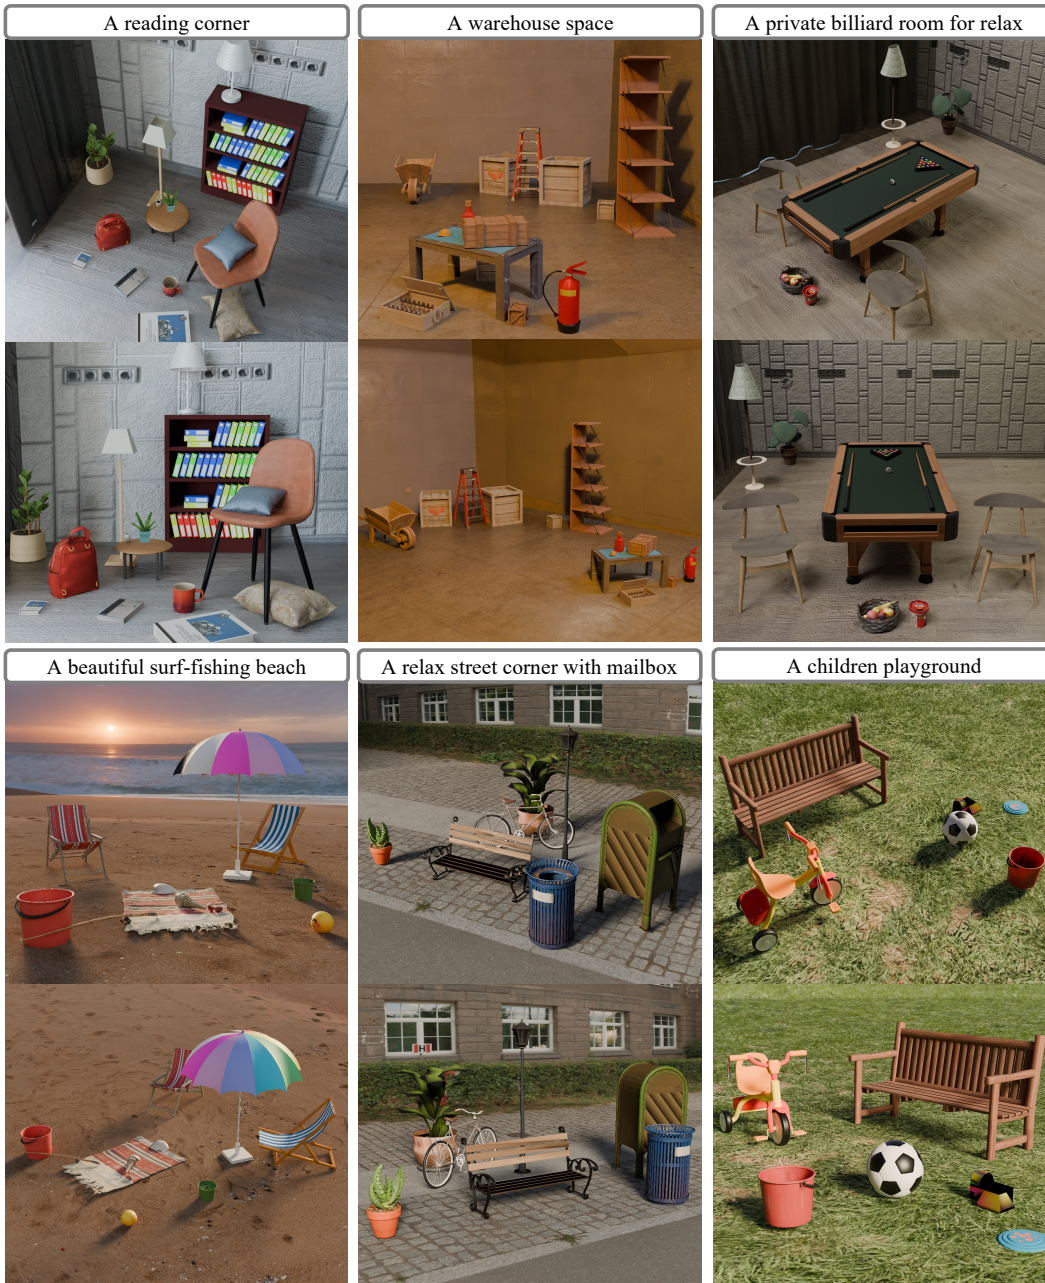 A reading corner
A warehouse space
A private billiard room for relax
A beautiful surf-fishing beach
A relax street corner with mailbox
A children playground
H